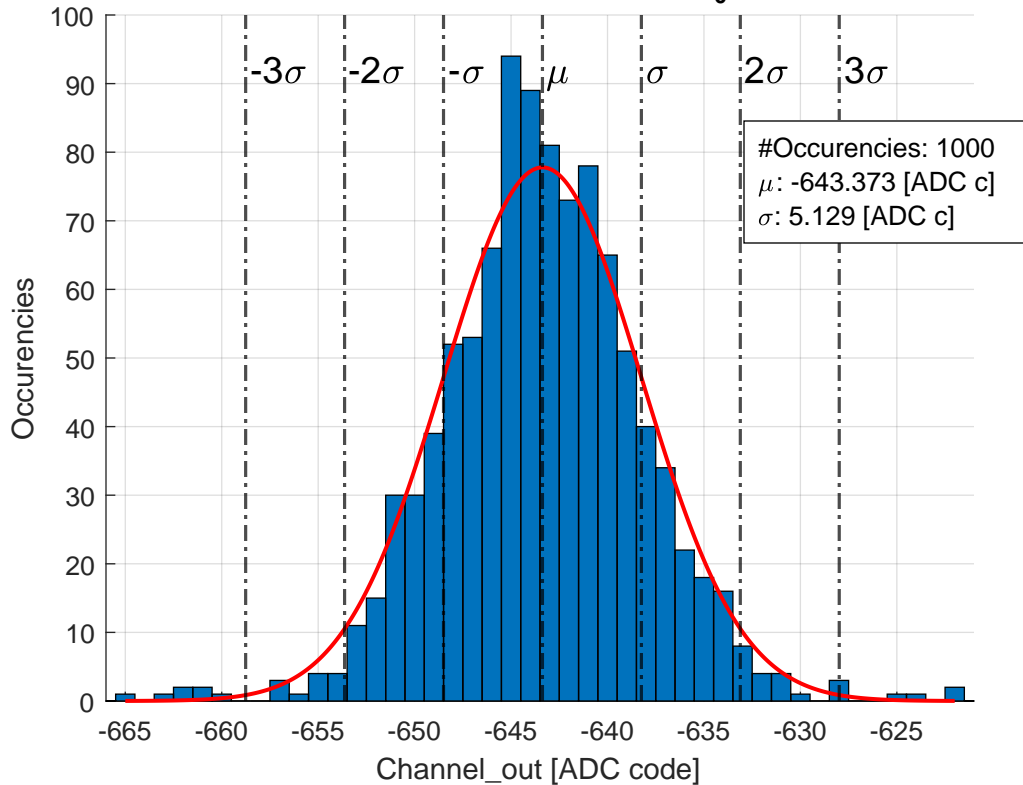 100
90
80
70
60
50
40
30
20
10
0
Occurencies
-3σ
-2σ
-σ
μ
σ
2σ
3σ
#Occurencies: 1000
μ: -643.373 [ADC c]
σ: 5.129 [ADC c]
-665
-660
-655
-650
-645
-640
-635
-630
-625
Channel_out [ADC code]